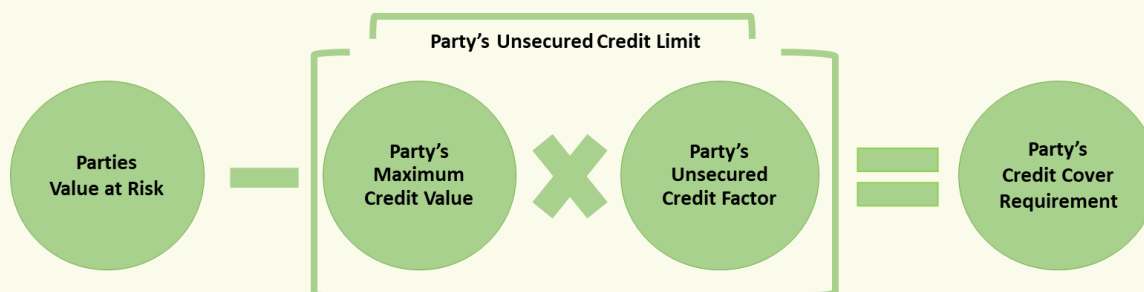 Party's Unsecured Credit Limit
Parties
Value at Risk
Party's
Maximum
Credit Value
Party's
Unsecured
Credit Factor
Party's
Credit Cover
Requirement